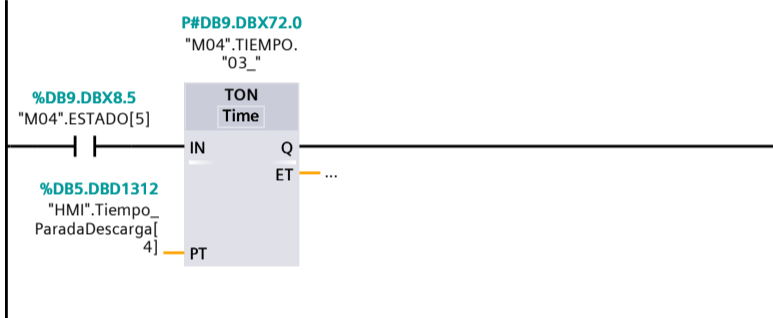 P#DB9.DBX72.0
"M04".TIEMPO.
"03_"
%DB9.DBX8.5
"M04".ESTADO[5]
TON
Time
IN
Q
ET
...
%DB5.DBD1312
"HMI".Tiempo_
ParadaDescarga[
4]
PT